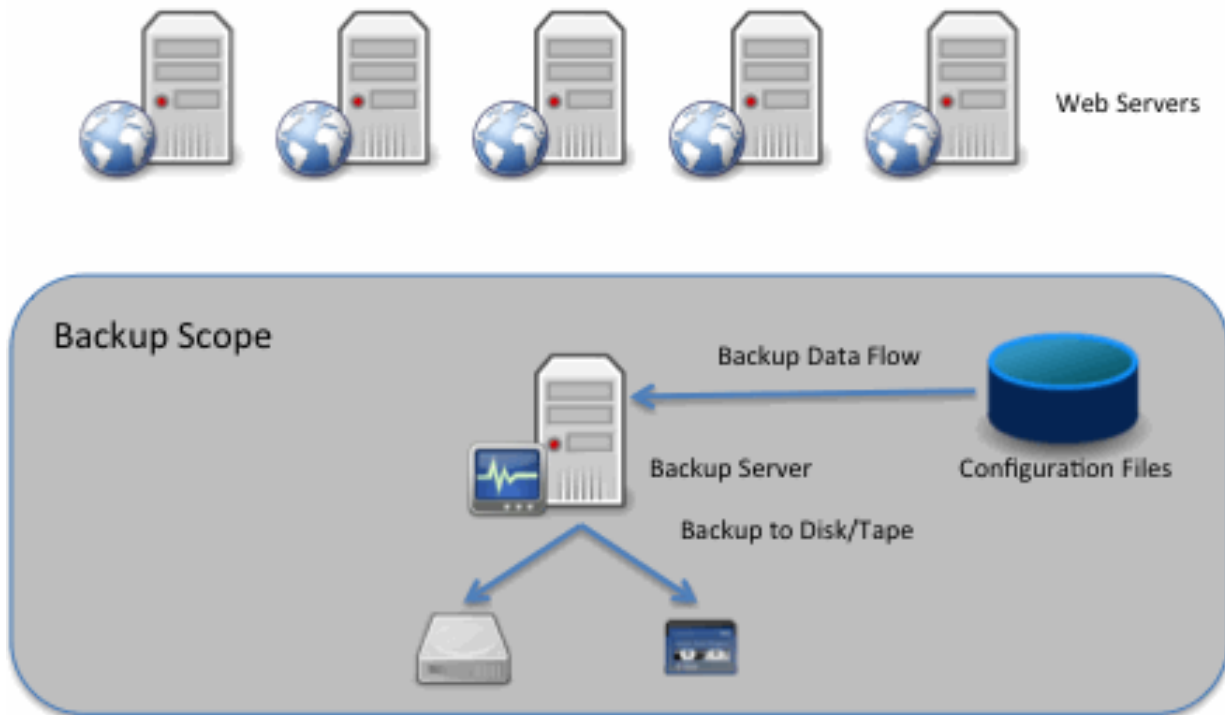 Web Servers
Backup Scope
Backup Data Flow
Backup Server
Configuration Files
Backup to Disk/Tape